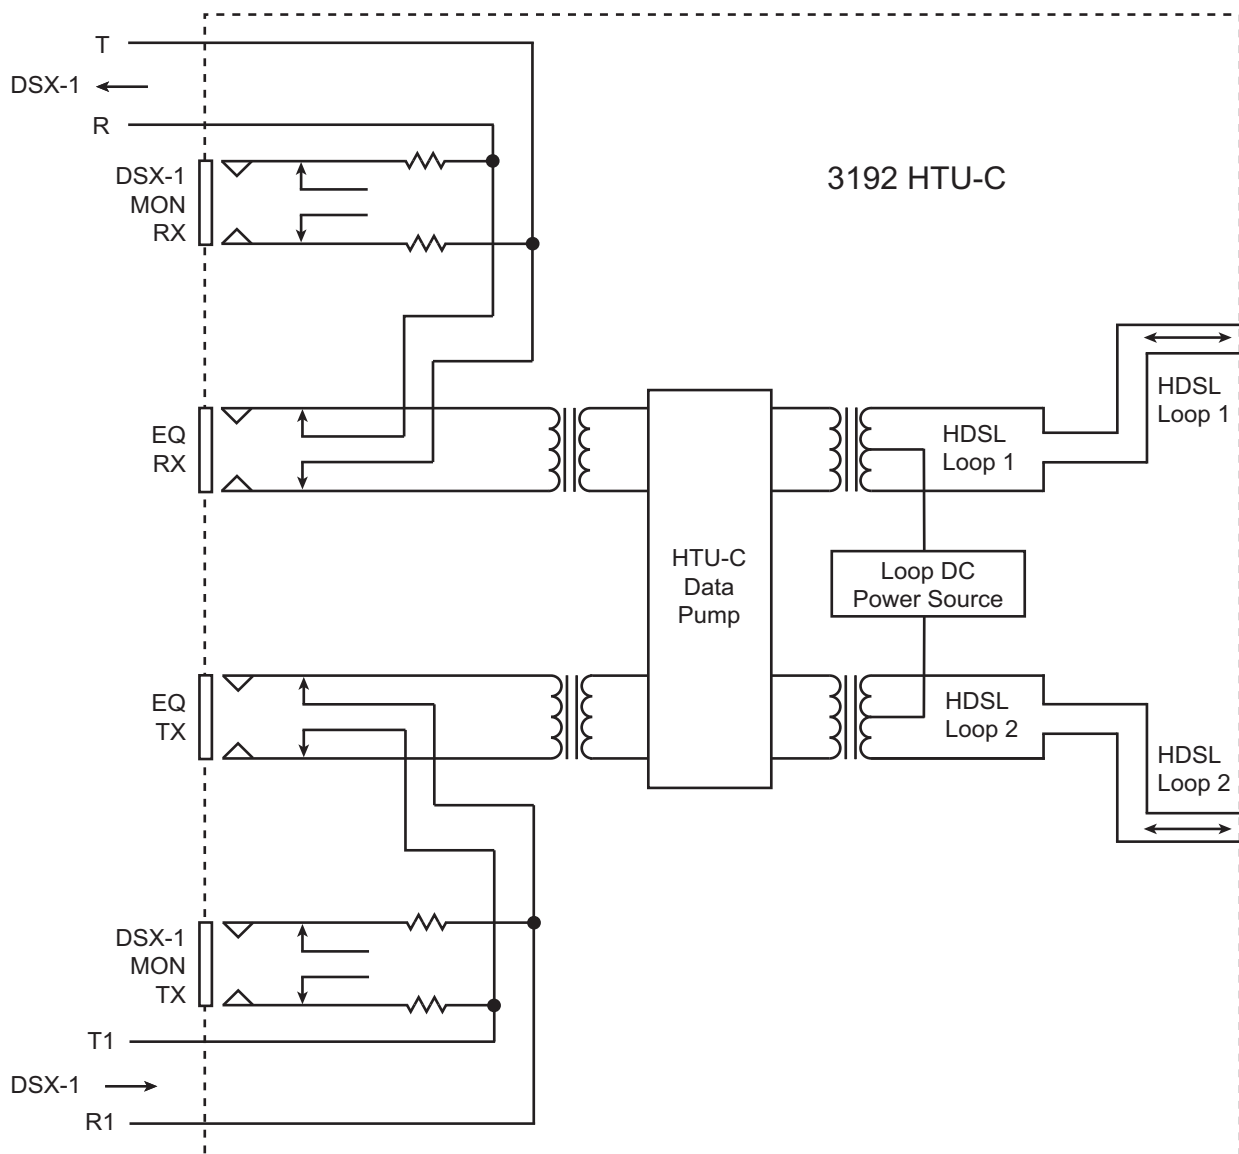 T
DSX-1
R
DSX-1
MON
RX
3192 HTU-C
EQ
RX
HDSL
Loop 1
HDSL
Loop 1
HTU-C
Data
Pump
Loop DC
Power Source
EQ
TX
HDSL
Loop 2
HDSL
Loop 2
DSX-1
MON
TX
T1
DSX-1
R1